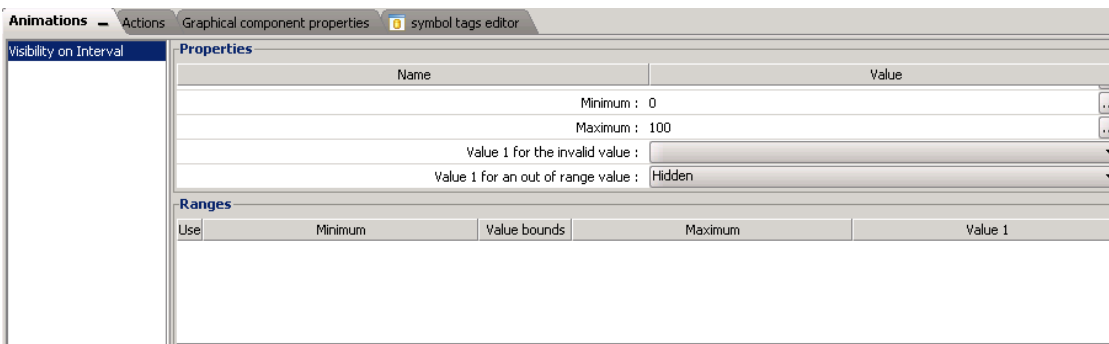 Animations Actions Graphical component properties symbol tags editor
Visibility on Interval
Properties
Name Value
Minimum : 0 ...
Maximum : 100 ...
Value 1 for the invalid value :
Value 1 for an out of range value : Hidden
Ranges
Use Minimum Value bounds Maximum Value 1